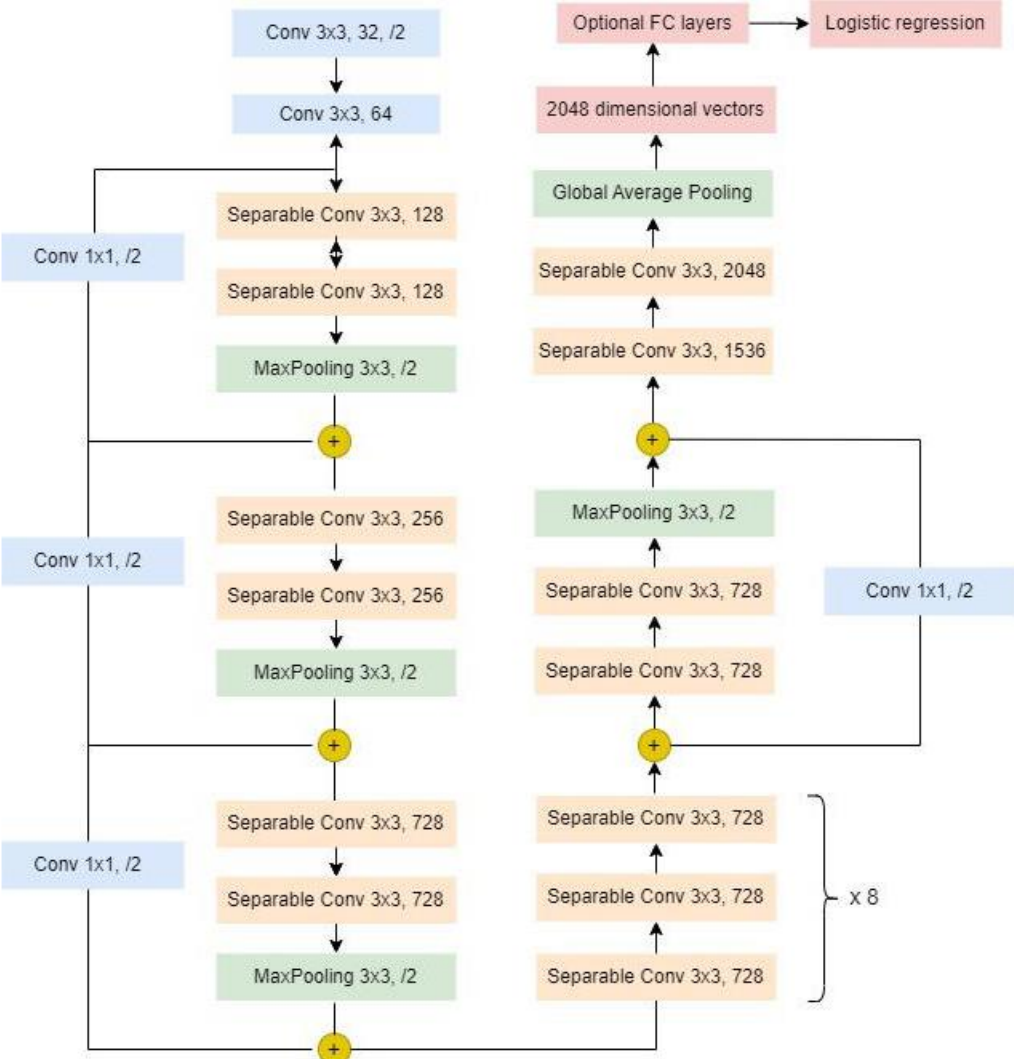 Conv 3x3, 32, /2
Conv 3x3, 64
Separable Conv 3x3, 128
Conv 1x1, /2
Separable Conv 3x3, 128
MaxPooling 3x3, /2
+
Separable Conv 3x3, 256
Conv 1x1, /2
Separable Conv 3x3, 256
MaxPooling 3x3, /2
+
Separable Conv 3x3, 728
Conv 1x1, /2
Separable Conv 3x3, 728
MaxPooling 3x3, /2
+
Optional FC layers
Logistic regression
2048 dimensional vectors
Global Average Pooling
Separable Conv 3x3, 2048
Separable Conv 3x3, 1536
+
MaxPooling 3x3, /2
Separable Conv 3x3, 728
Conv 1x1, /2
Separable Conv 3x3, 728
+
Separable Conv 3x3, 728
Separable Conv 3x3, 728
x 8
Separable Conv 3x3, 728